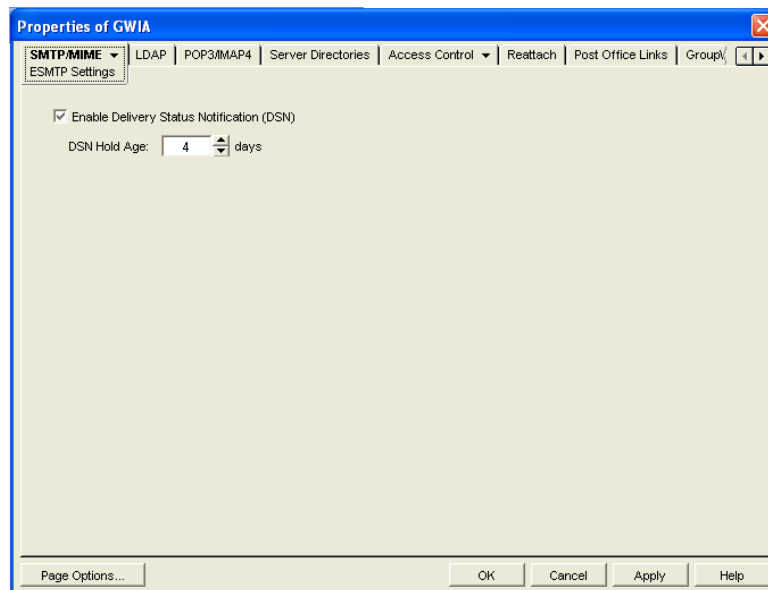 Properties of GWIA
SMTP/MIME LDAP POP3/IMAP4 Server Directories Access Control Reattach Post Office Links GroupW
ESMTP Settings
Enable Delivery Status Notification (DSN)
DSN Hold Age: 4 days
Page Options... OK Cancel Apply Help